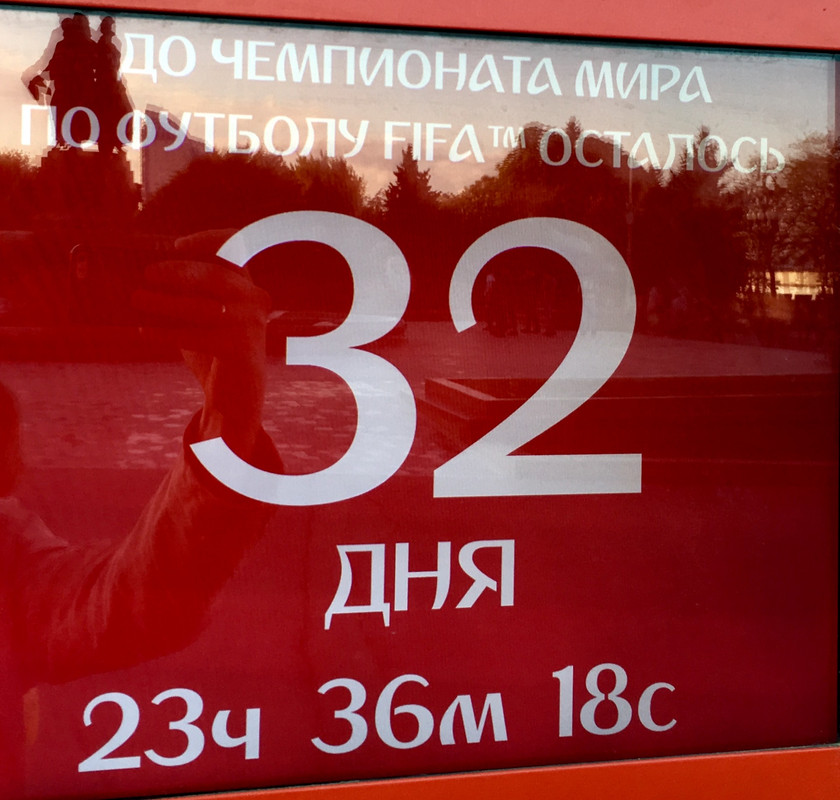 ДО ЧЕМПИОНАТА МИРА
ПО ФУТБОЛУ FIFA™ ОСТАЛОСЬ
32
ДНЯ
23ч 36м 18с